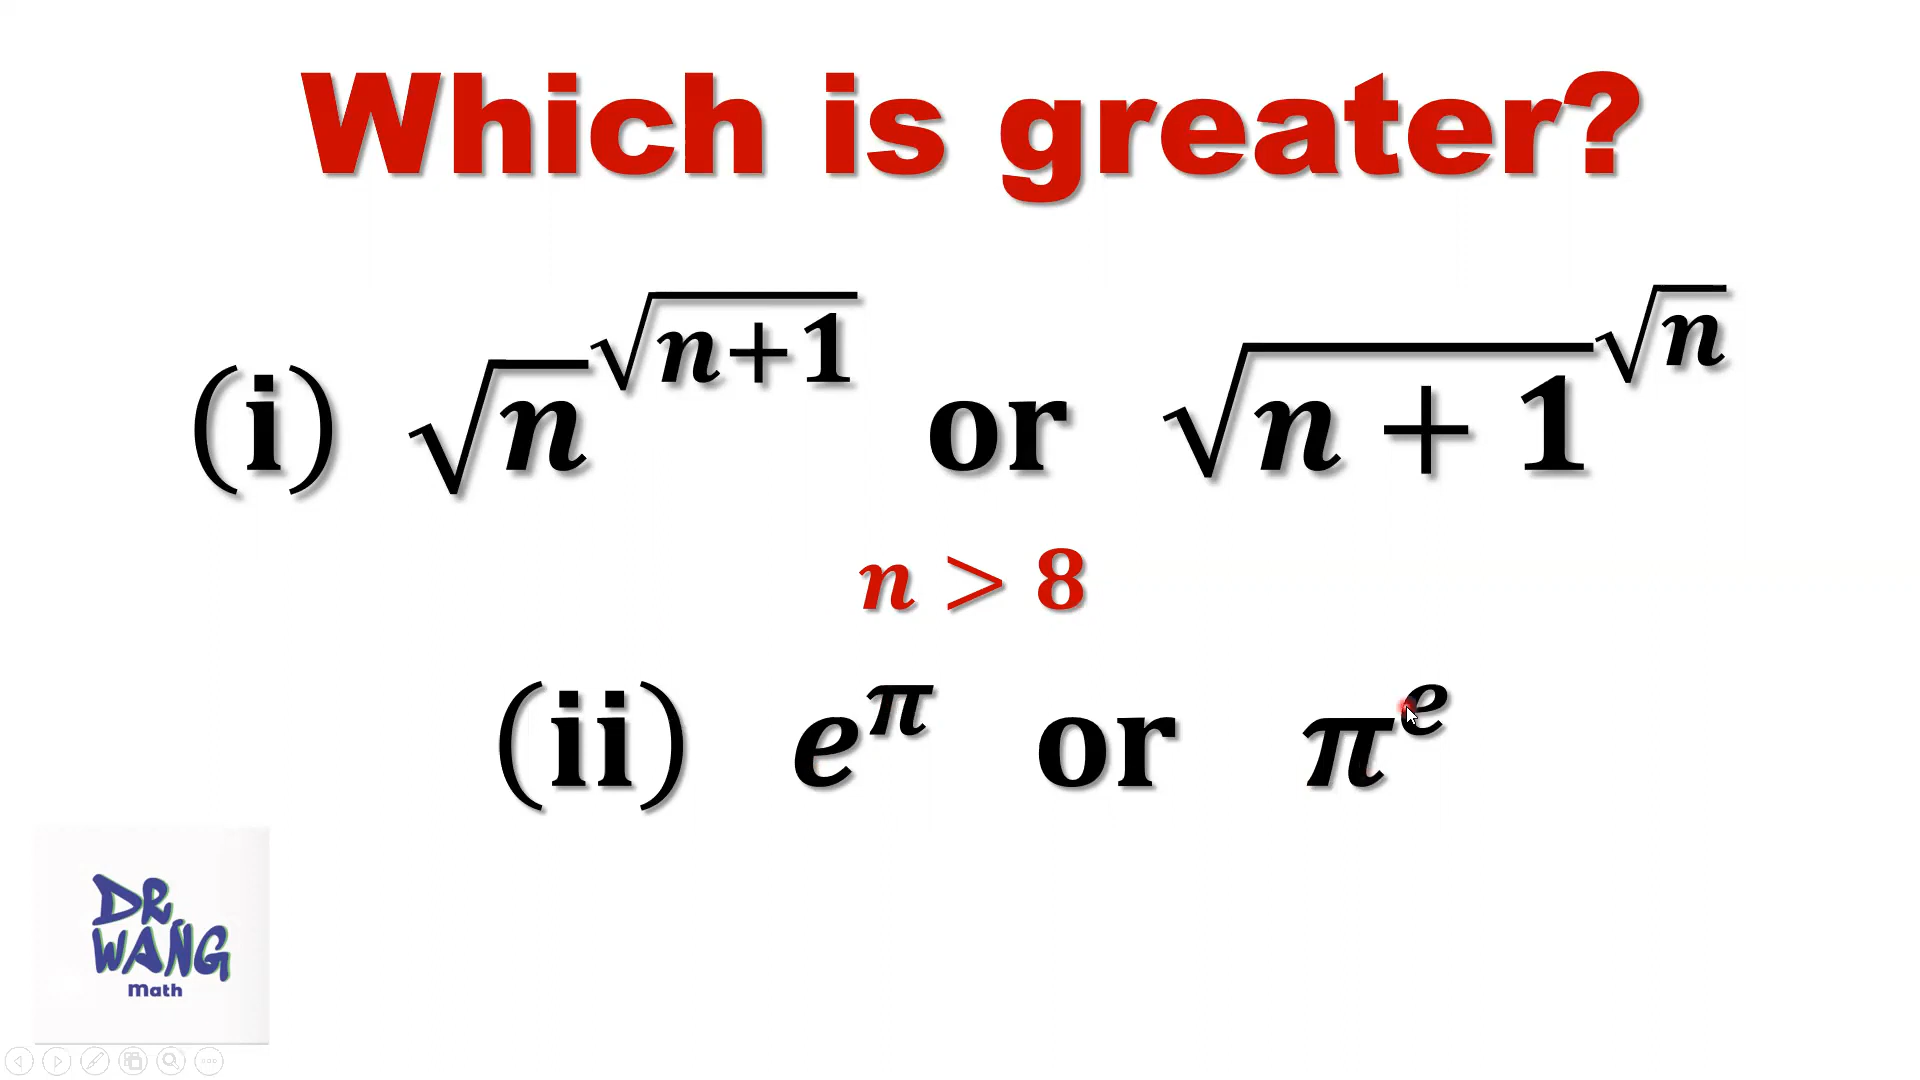 Which is greater?
(i) √n^√(n+1) or √(n + 1)^√n
n > 8
(ii) e^π or π^e
DR
WANG
Math